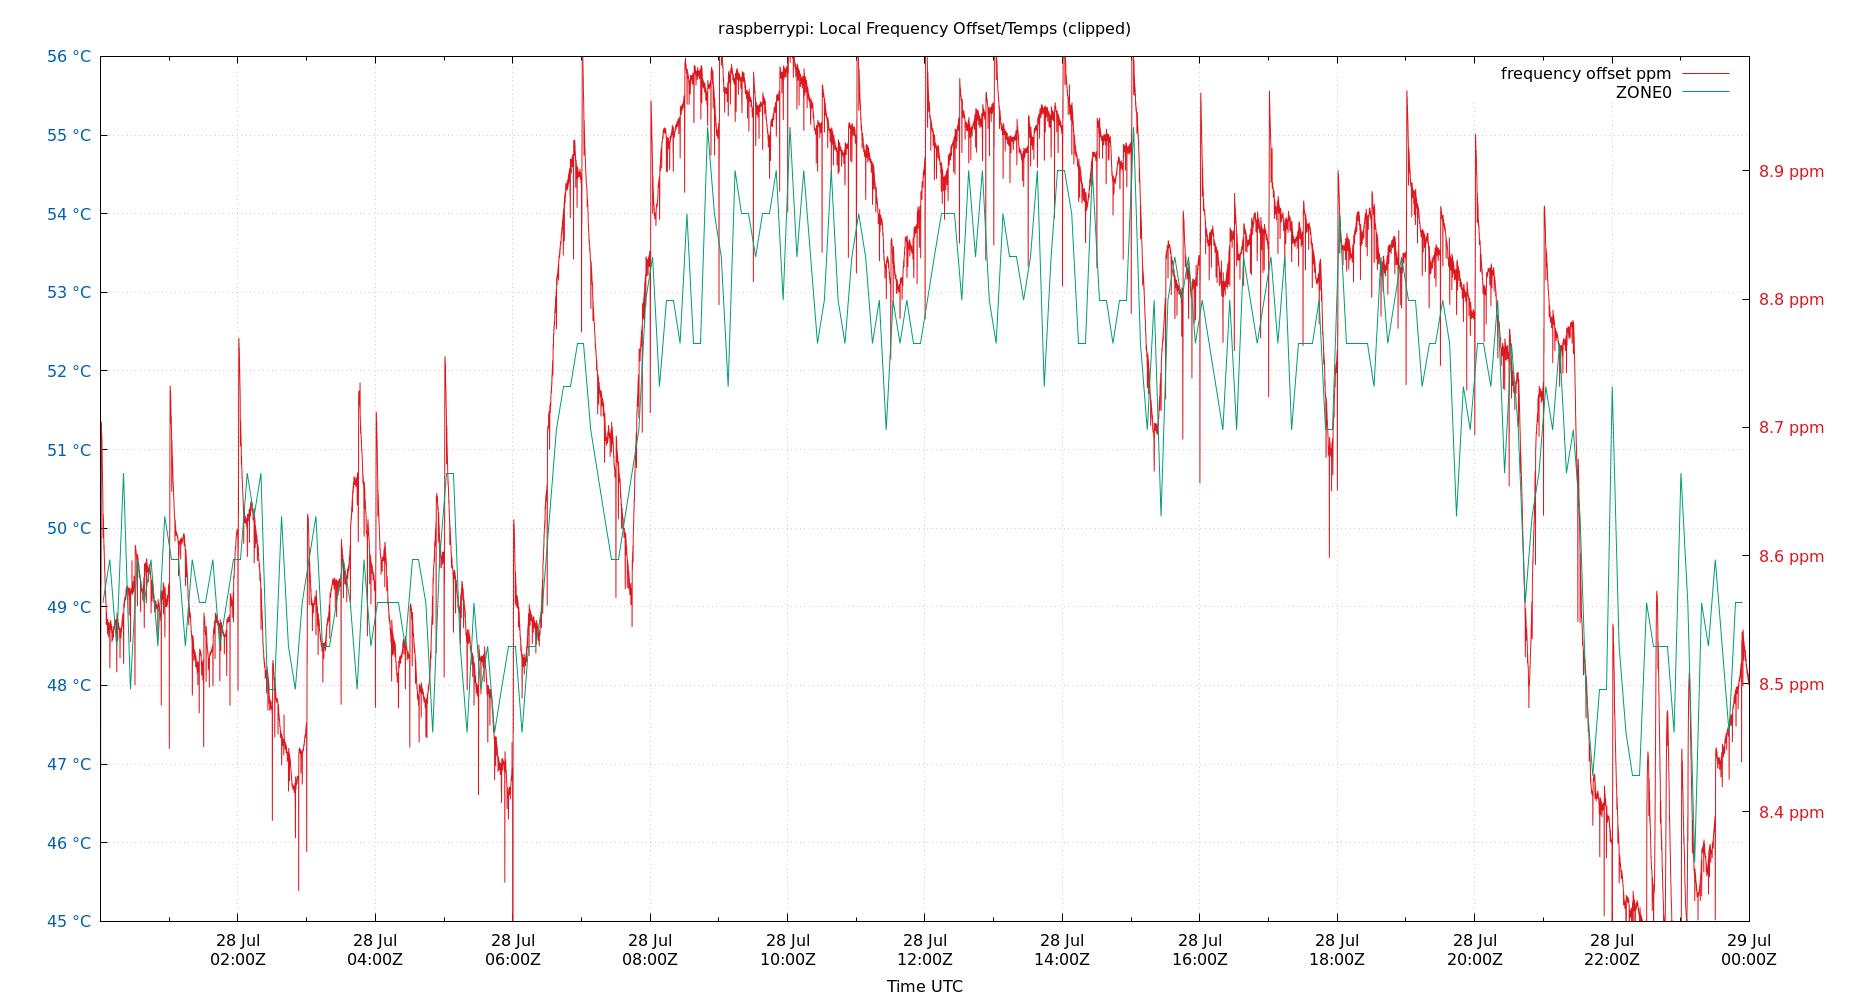 raspberrypi: Local Frequency Offset/Temps (clipped)
frequency offset ppm
ZONE0
56 °C
55 °C
54 °C
53 °C
52 °C
51 °C
50 °C
49 °C
48 °C
47 °C
46 °C
45 °C
8.9 ppm
8.8 ppm
8.7 ppm
8.6 ppm
8.5 ppm
8.4 ppm
28 Jul 28 Jul 28 Jul 28 Jul 28 Jul 28 Jul 28 Jul 28 Jul 28 Jul 28 Jul 28 Jul 29 Jul
02:00Z 04:00Z 06:00Z 08:00Z 10:00Z 12:00Z 14:00Z 16:00Z 18:00Z 20:00Z 22:00Z 00:00Z
Time UTC